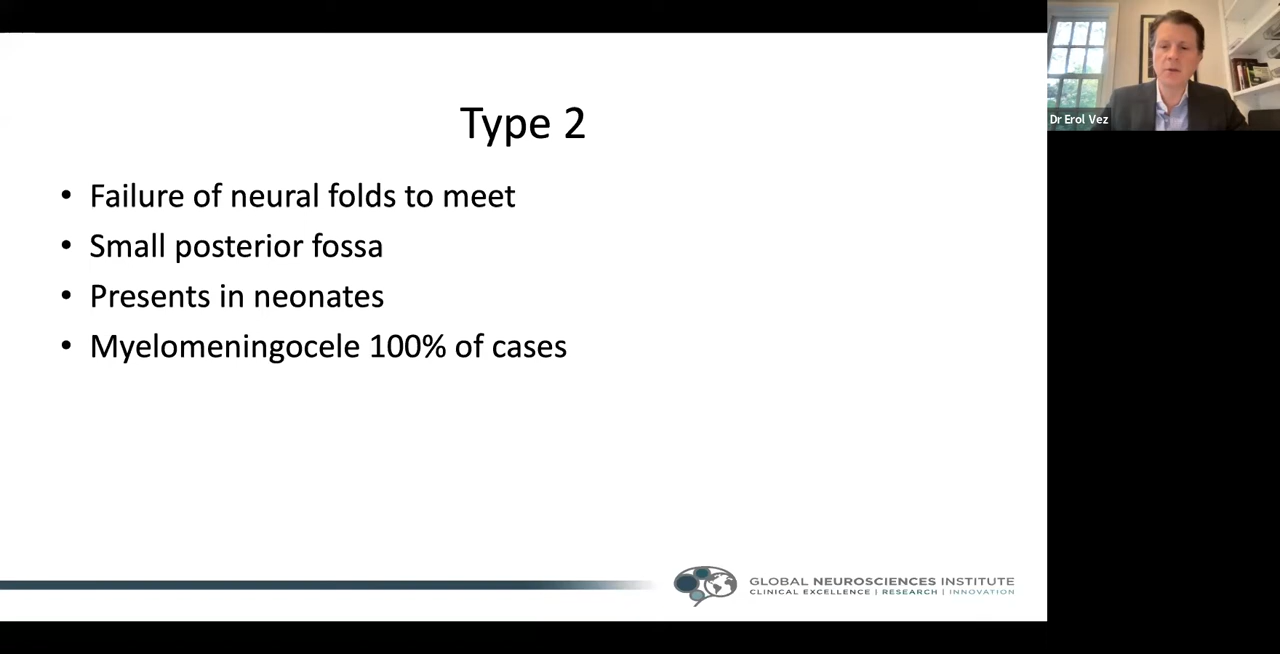 Type 2
• Failure of neural folds to meet
• Small posterior fossa
• Presents in neonates
• Myelomeningocele 100% of cases
GLOBAL NEUROSCIENCES INSTITUTE
CLINICAL EXCELLENCE | RESEARCH | INNOVATION
Dr Erol Vez